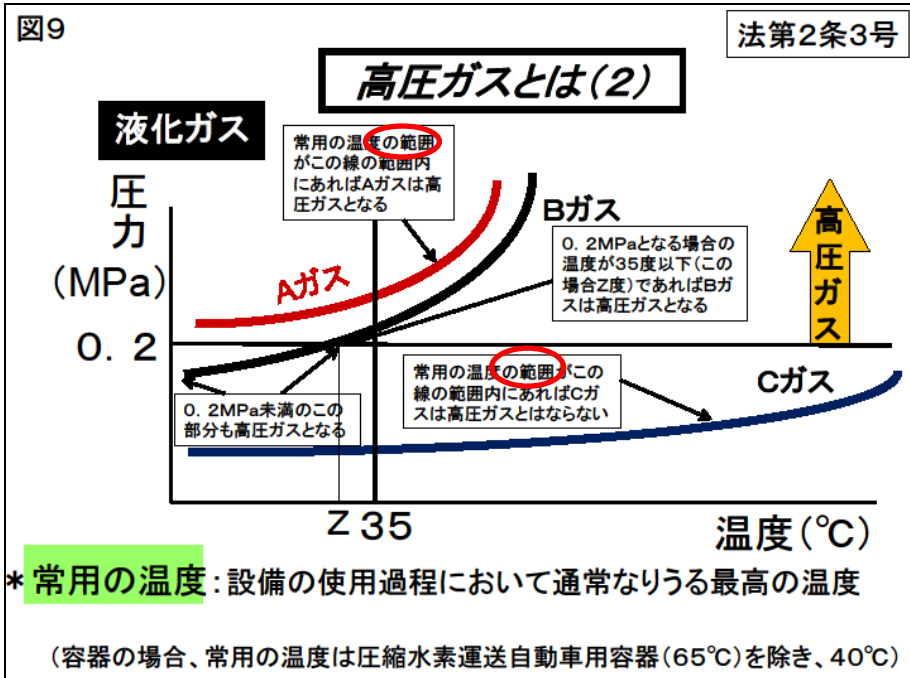 図9
法第2条3号
高圧ガスとは(2)
液化ガス
常用の温度の範囲
がこの線の範囲内
にあればAガスは高
圧ガスとなる
圧
力
(MPa)
Aガス
Bガス
0.2MPaとなる場合の
温度が35度以下(この
場合Z度)であればBガ
スは高圧ガスとなる
高
圧
ガ
ス
0.2
常用の温度の範囲がこの
線の範囲内にあればCガ
スは高圧ガスとはならない
Cガス
0.2MPa未満のこの
部分も高圧ガスとなる
Z 35
温度(℃)
*常用の温度:設備の使用過程において通常なりうる最高の温度
(容器の場合、常用の温度は圧縮水素運送自動車用容器(65℃)を除き、40℃)